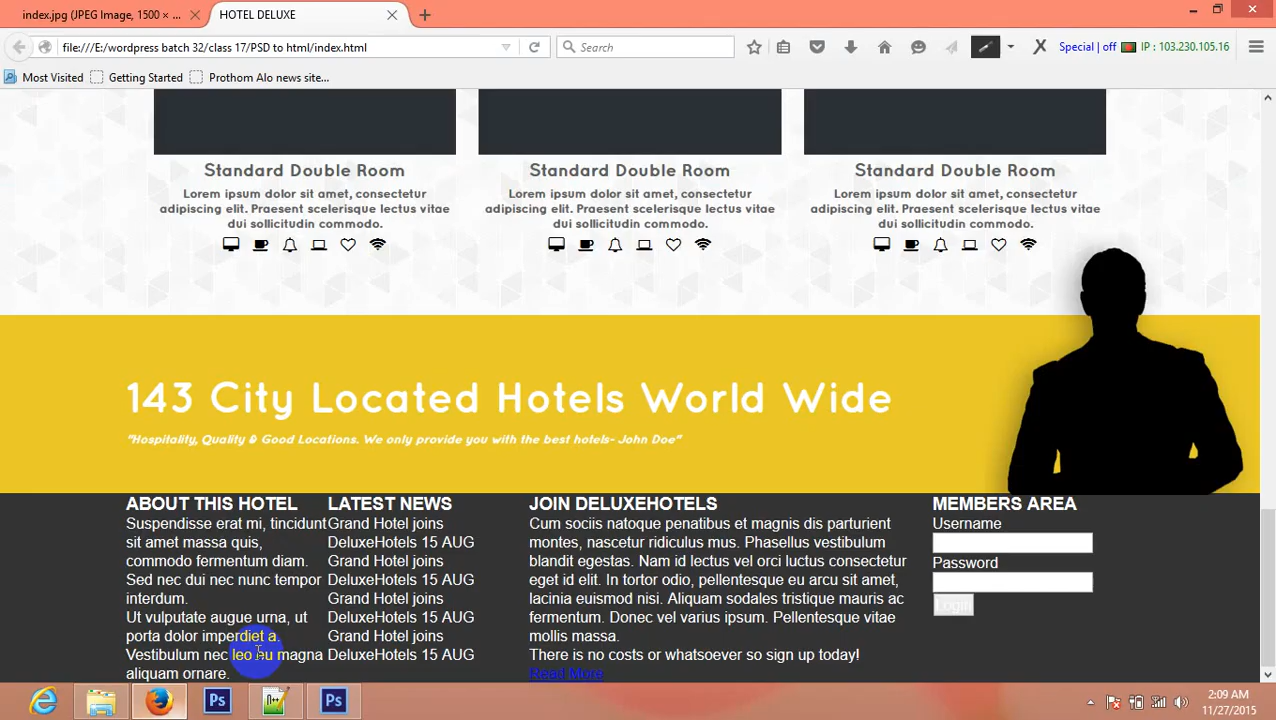 index.jpg (JPEG Image, 1500 × ...
HOTEL DELUXE
file:///E:/wordpress batch 32/class 17/PSD to html/index.html
Search
Special | off
IP : 103.230.105.16
Most Visited
Getting Started
Prothom Alo news site...
Standard Double Room
Lorem ipsum dolor sit amet, consectetur
adipiscing elit. Praesent scelerisque lectus vitae
dui sollicitudin commodo.
Standard Double Room
Lorem ipsum dolor sit amet, consectetur
adipiscing elit. Praesent scelerisque lectus vitae
dui sollicitudin commodo.
Standard Double Room
Lorem ipsum dolor sit amet, consectetur
adipiscing elit. Praesent scelerisque lectus vitae
dui sollicitudin commodo.
143 City Located Hotels World Wide
"Hospitality, Quality & Good Locations. We only provide you with the best hotels- John Doe"
ABOUT THIS HOTEL
Suspendisse erat mi, tincidunt
sit amet massa quis,
commodo fermentum diam.
Sed nec dui nec nunc tempor
interdum.
Ut vulputate augue urna, ut
porta dolor imperdiet a.
Vestibulum nec leo eu magna
aliquam ornare.
LATEST NEWS
Grand Hotel joins
DeluxeHotels 15 AUG
Grand Hotel joins
DeluxeHotels 15 AUG
Grand Hotel joins
DeluxeHotels 15 AUG
Grand Hotel joins
DeluxeHotels 15 AUG
JOIN DELUXEHOTELS
Cum sociis natoque penatibus et magnis dis parturient
montes, nascetur ridiculus mus. Phasellus vestibulum
blandit egestas. Nam id lectus vel orci luctus consectetur
eget id elit. In tortor odio, pellentesque eu arcu sit amet,
lacinia euismod nisi. Aliquam sodales tristique mauris ac
fermentum. Donec vel varius ipsum. Vestibulum
mollis massa.
There is no costs or whatsoever so sign up today!
Read More
MEMBERS AREA
Username
Password
Login
Ps
Ps
2:09 AM
11/27/2015